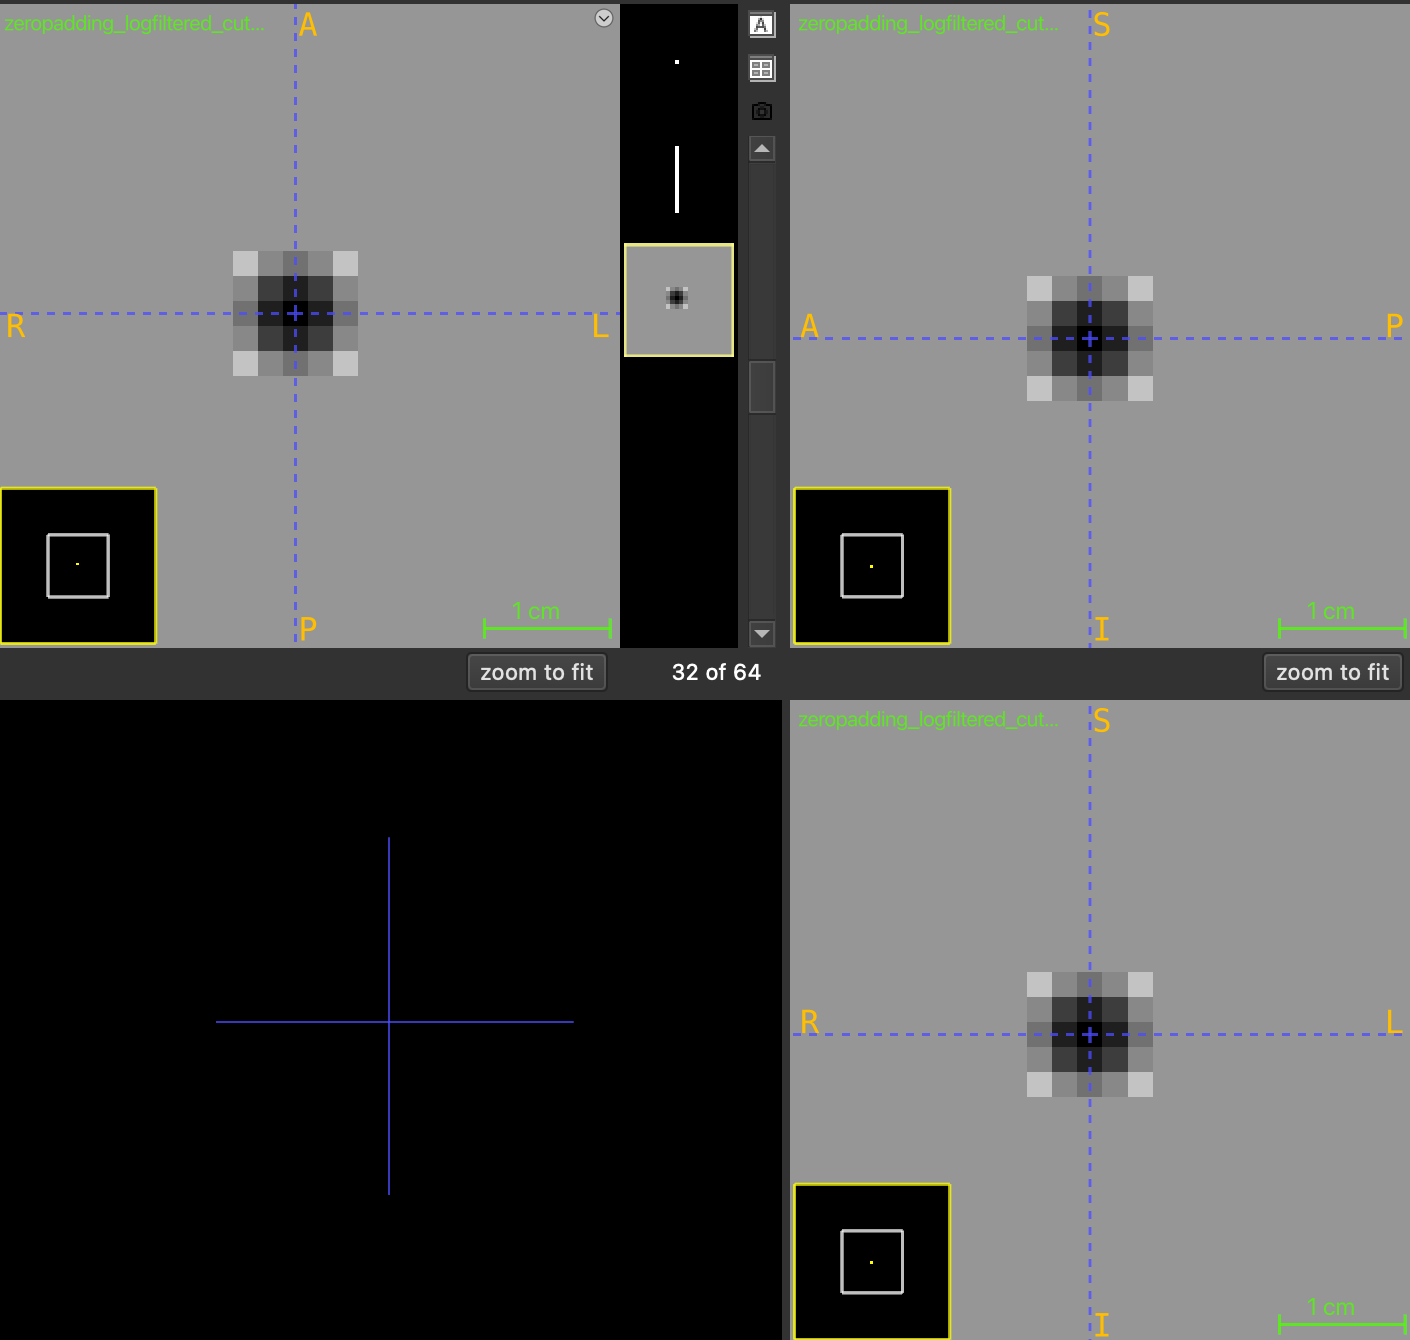 zeropadding_logfiltered_cut...
A
R
L
P
1 cm
zoom to fit
32 of 64
A
zeropadding_logfiltered_cut...
S
A
P
I
1 cm
zoom to fit
zeropadding_logfiltered_cut...
S
R
L
I
1 cm